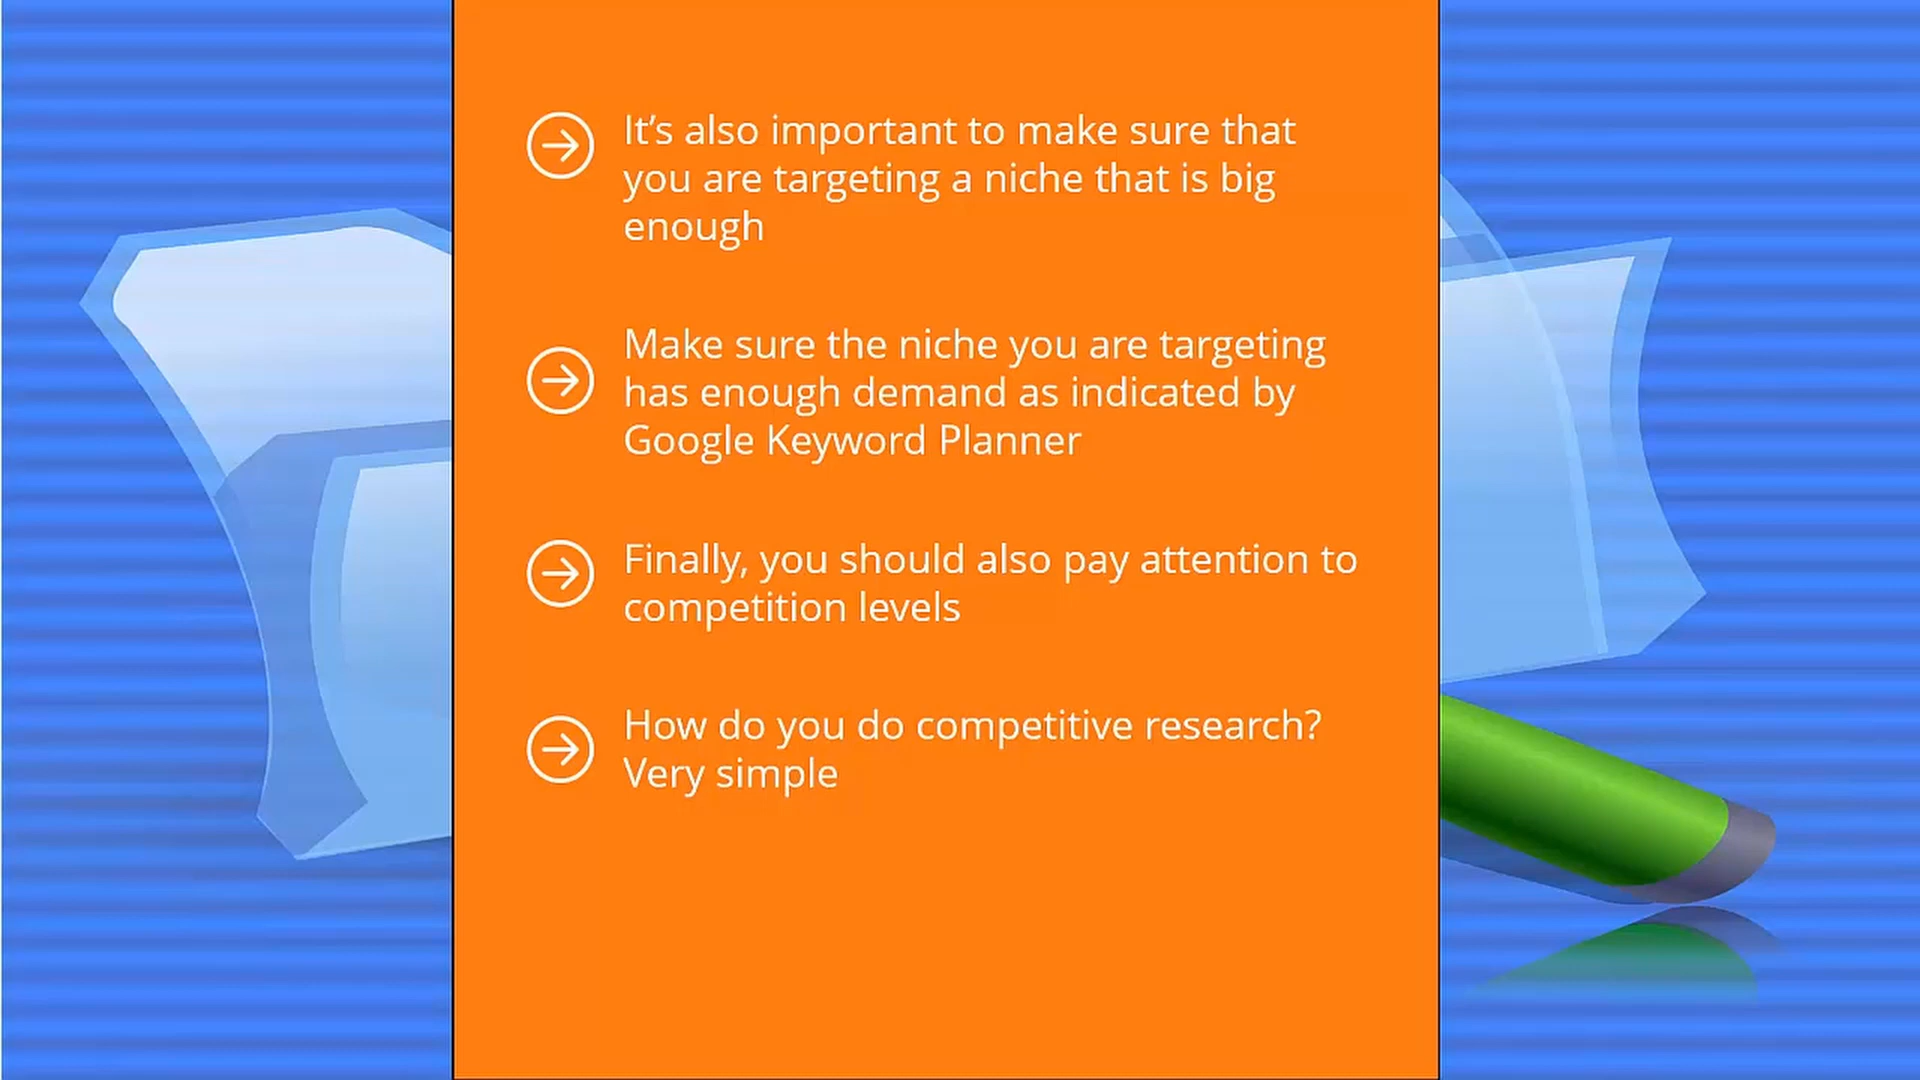 It’s also important to make sure that
you are targeting a niche that is big
enough
Make sure the niche you are targeting
has enough demand as indicated by
Google Keyword Planner
Finally, you should also pay attention to
competition levels
How do you do competitive research?
Very simple